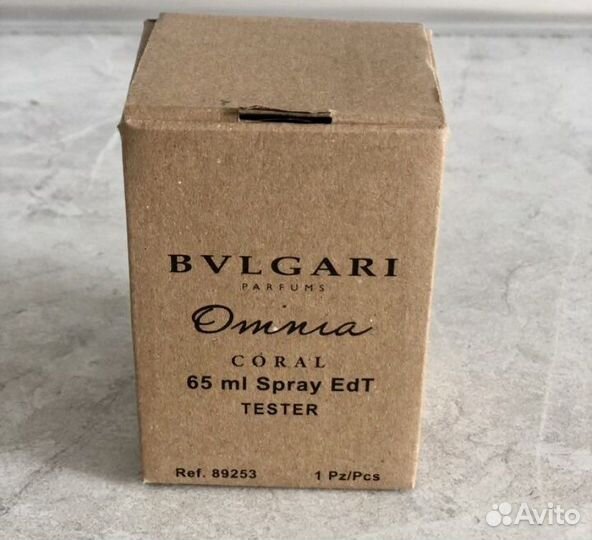 BVLGARI
PARFUMS
Omnia
CORAL
65 ml Spray EdT
TESTER
Ref. 89253 1 Pz/Pcs
Avito